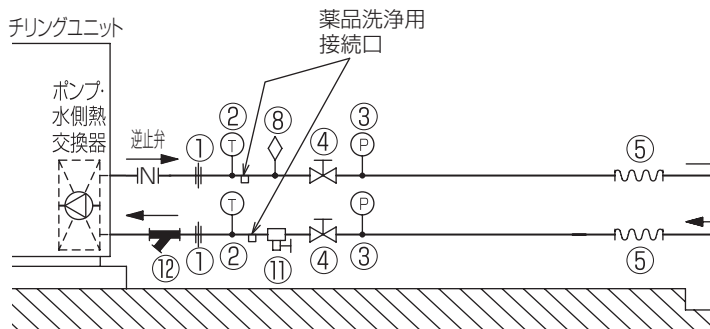 チリングユニット
薬品洗浄用
接続口
ポンプ・
水側熱
交換器
逆止弁
① ② ⑧ ④ ③ ⑤
T P
N
T P
⑫ ① ② ⑪ ④ ③ ⑤